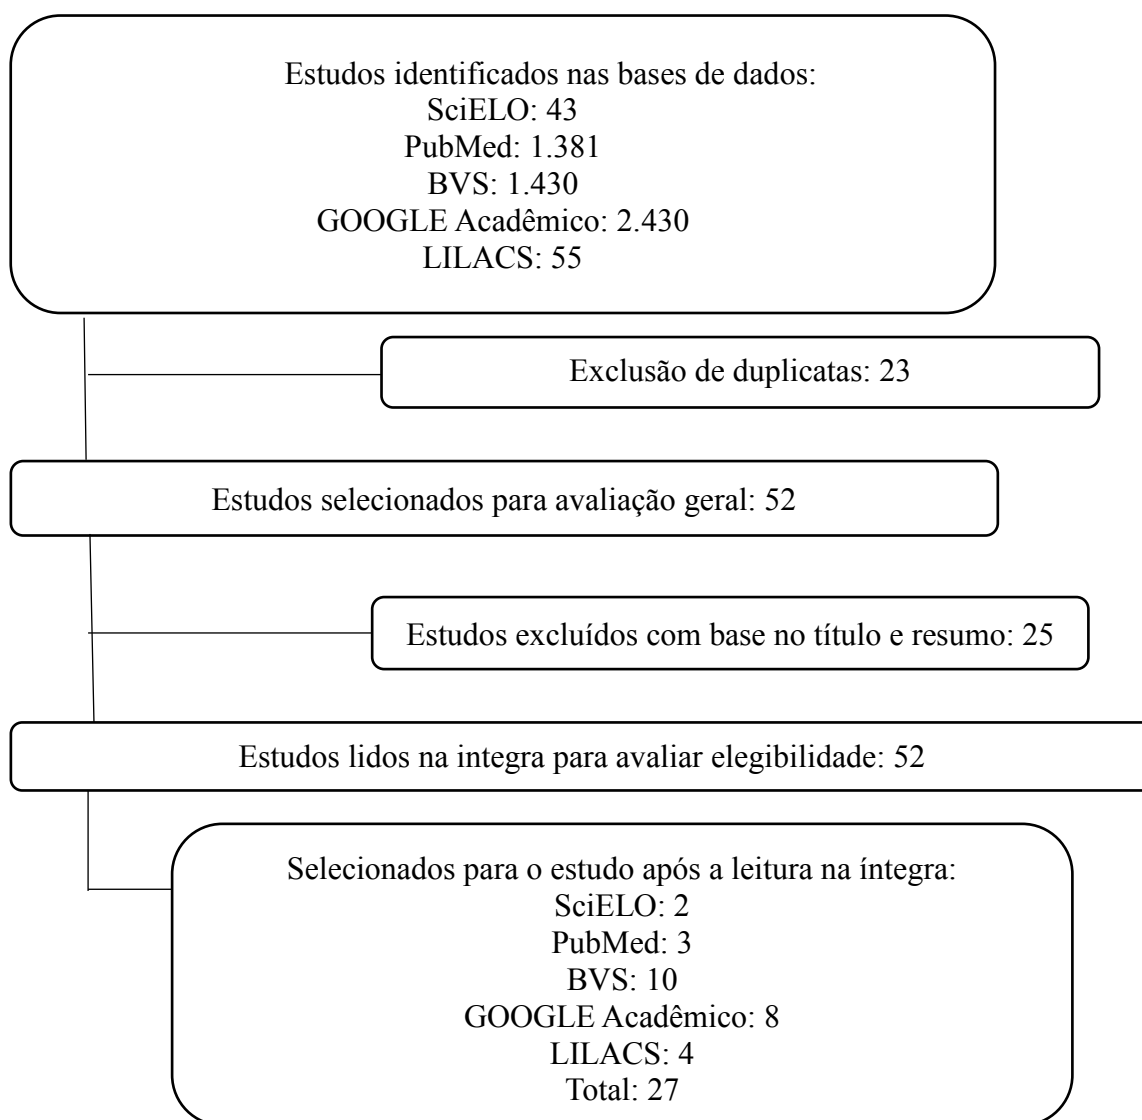 Estudos identificados nas bases de dados:
SciELO: 43
PubMed: 1.381
BVS: 1.430
GOOGLE Acadêmico: 2.430
LILACS: 55
Exclusão de duplicatas: 23
Estudos selecionados para avaliação geral: 52
Estudos excluídos com base no título e resumo: 25
Estudos lidos na integra para avaliar elegibilidade: 52
Selecionados para o estudo após a leitura na íntegra:
SciELO: 2
PubMed: 3
BVS: 10
GOOGLE Acadêmico: 8
LILACS: 4
Total: 27